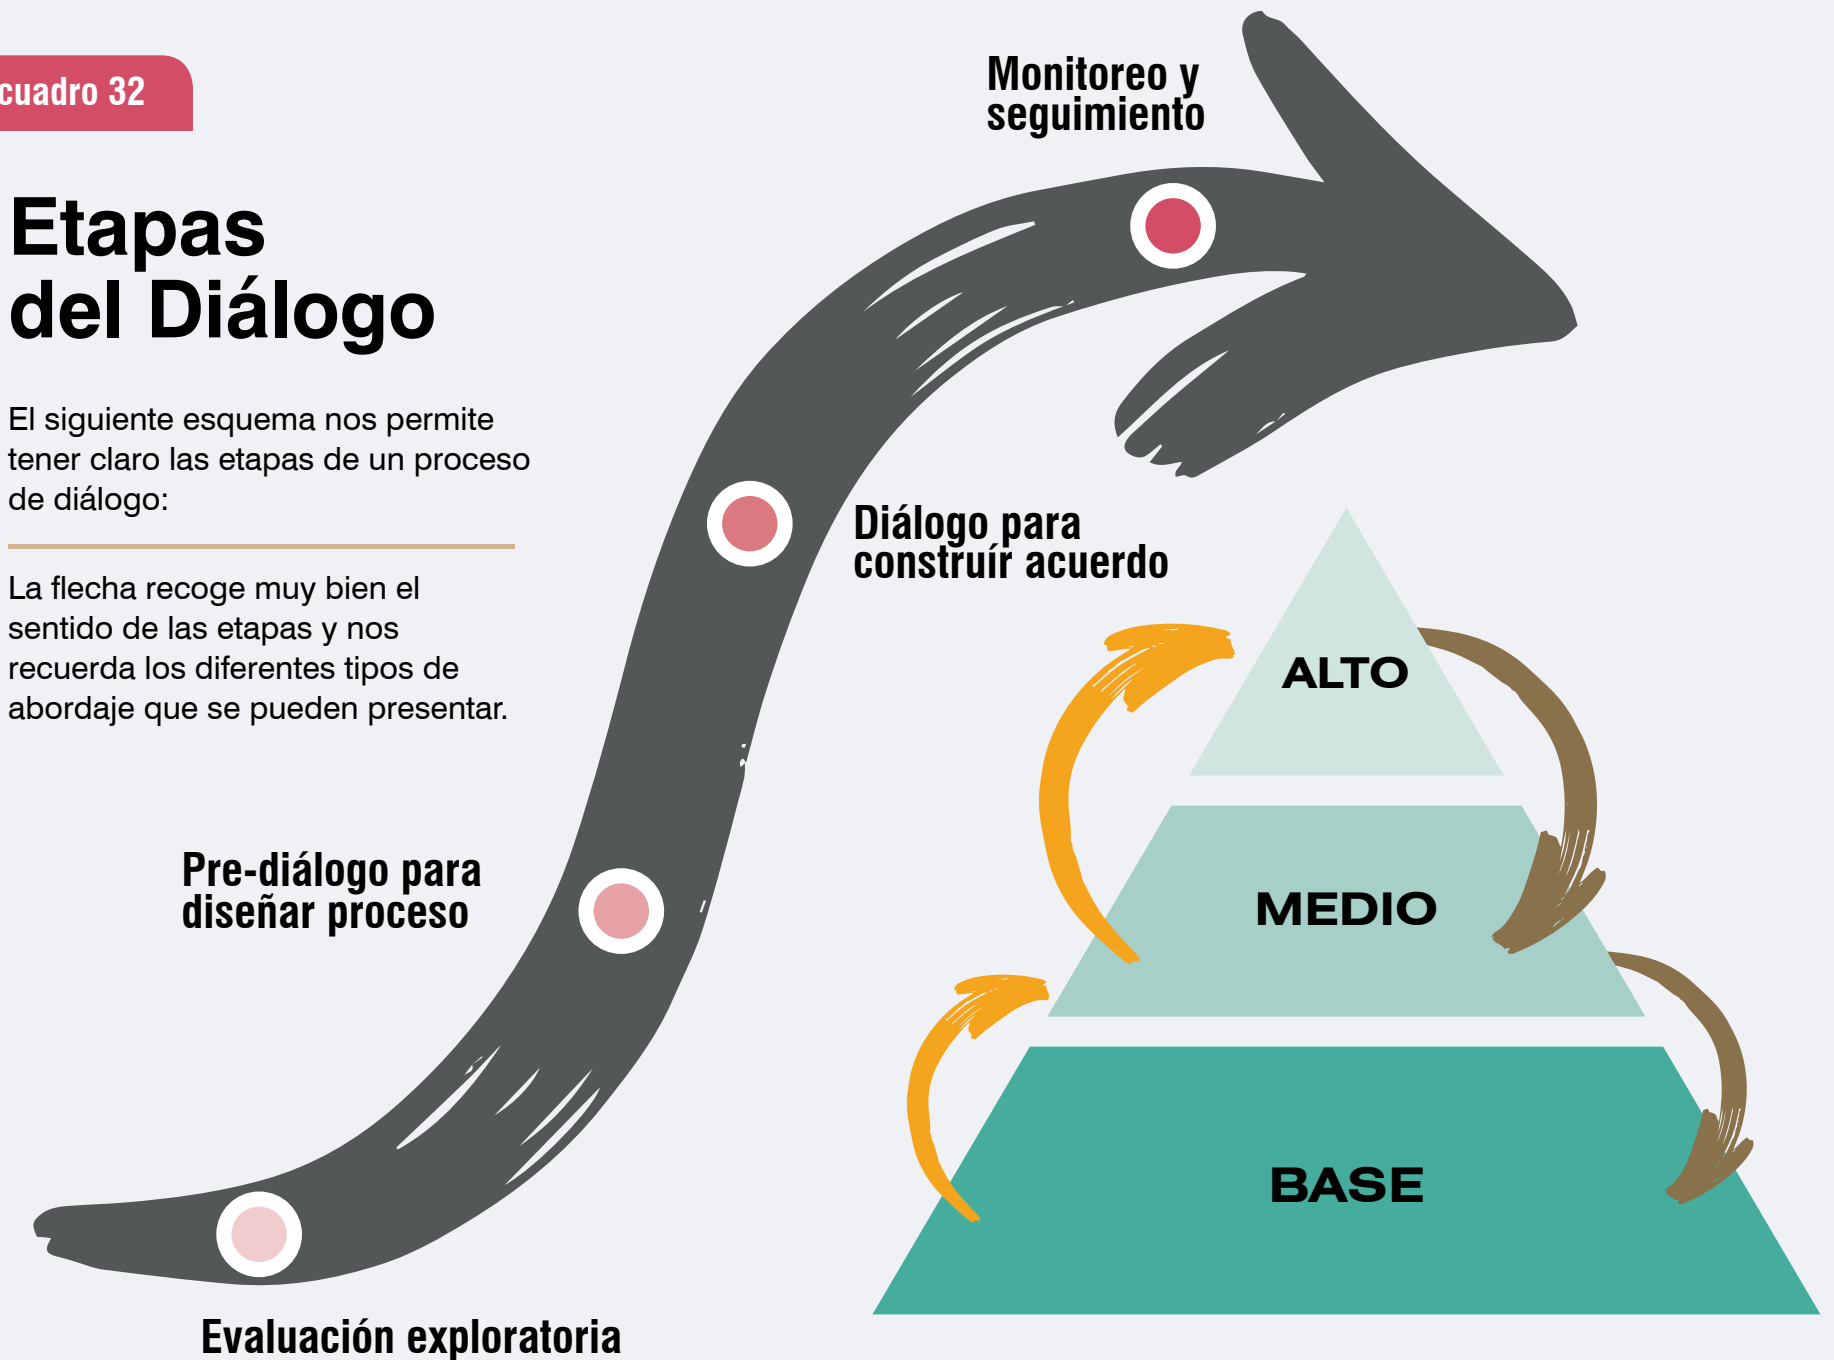 cuadro 32
Etapas
del Diálogo
El siguiente esquema nos permite
tener claro las etapas de un proceso
de diálogo:
La flecha recoge muy bien el
sentido de las etapas y nos
recuerda los diferentes tipos de
abordaje que se pueden presentar.
Monitoreo y
seguimiento
Diálogo para
construír acuerdo
Pre-diálogo para
diseñar proceso
Evaluación exploratoria
ALTO
MEDIO
BASE